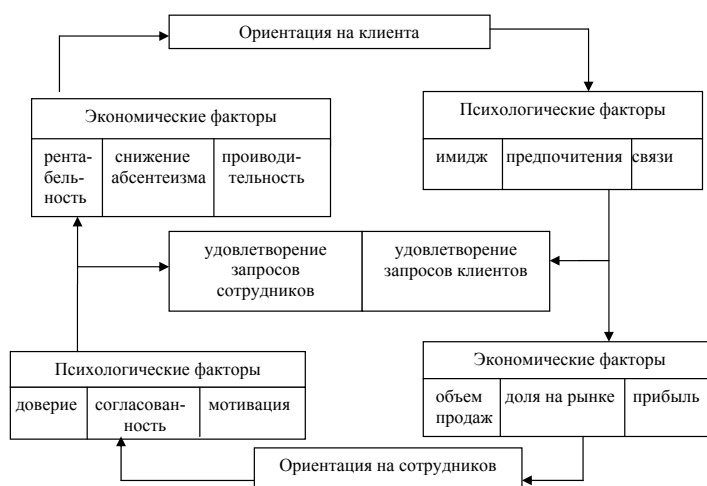 Ориентация на клиента
Экономические факторы
рента-
бель-
ность
снижение
абсентеизма
проиводи-
тельность
Психологические факторы
имидж
предпочитения
связи
удовлетворение
запросов
сотрудников
удовлетворение
запросов клиентов
Психологические факторы
доверие
согласован-
ность
мотивация
Экономические факторы
объем
продаж
доля на рынке
прибыль
Ориентация на сотрудников